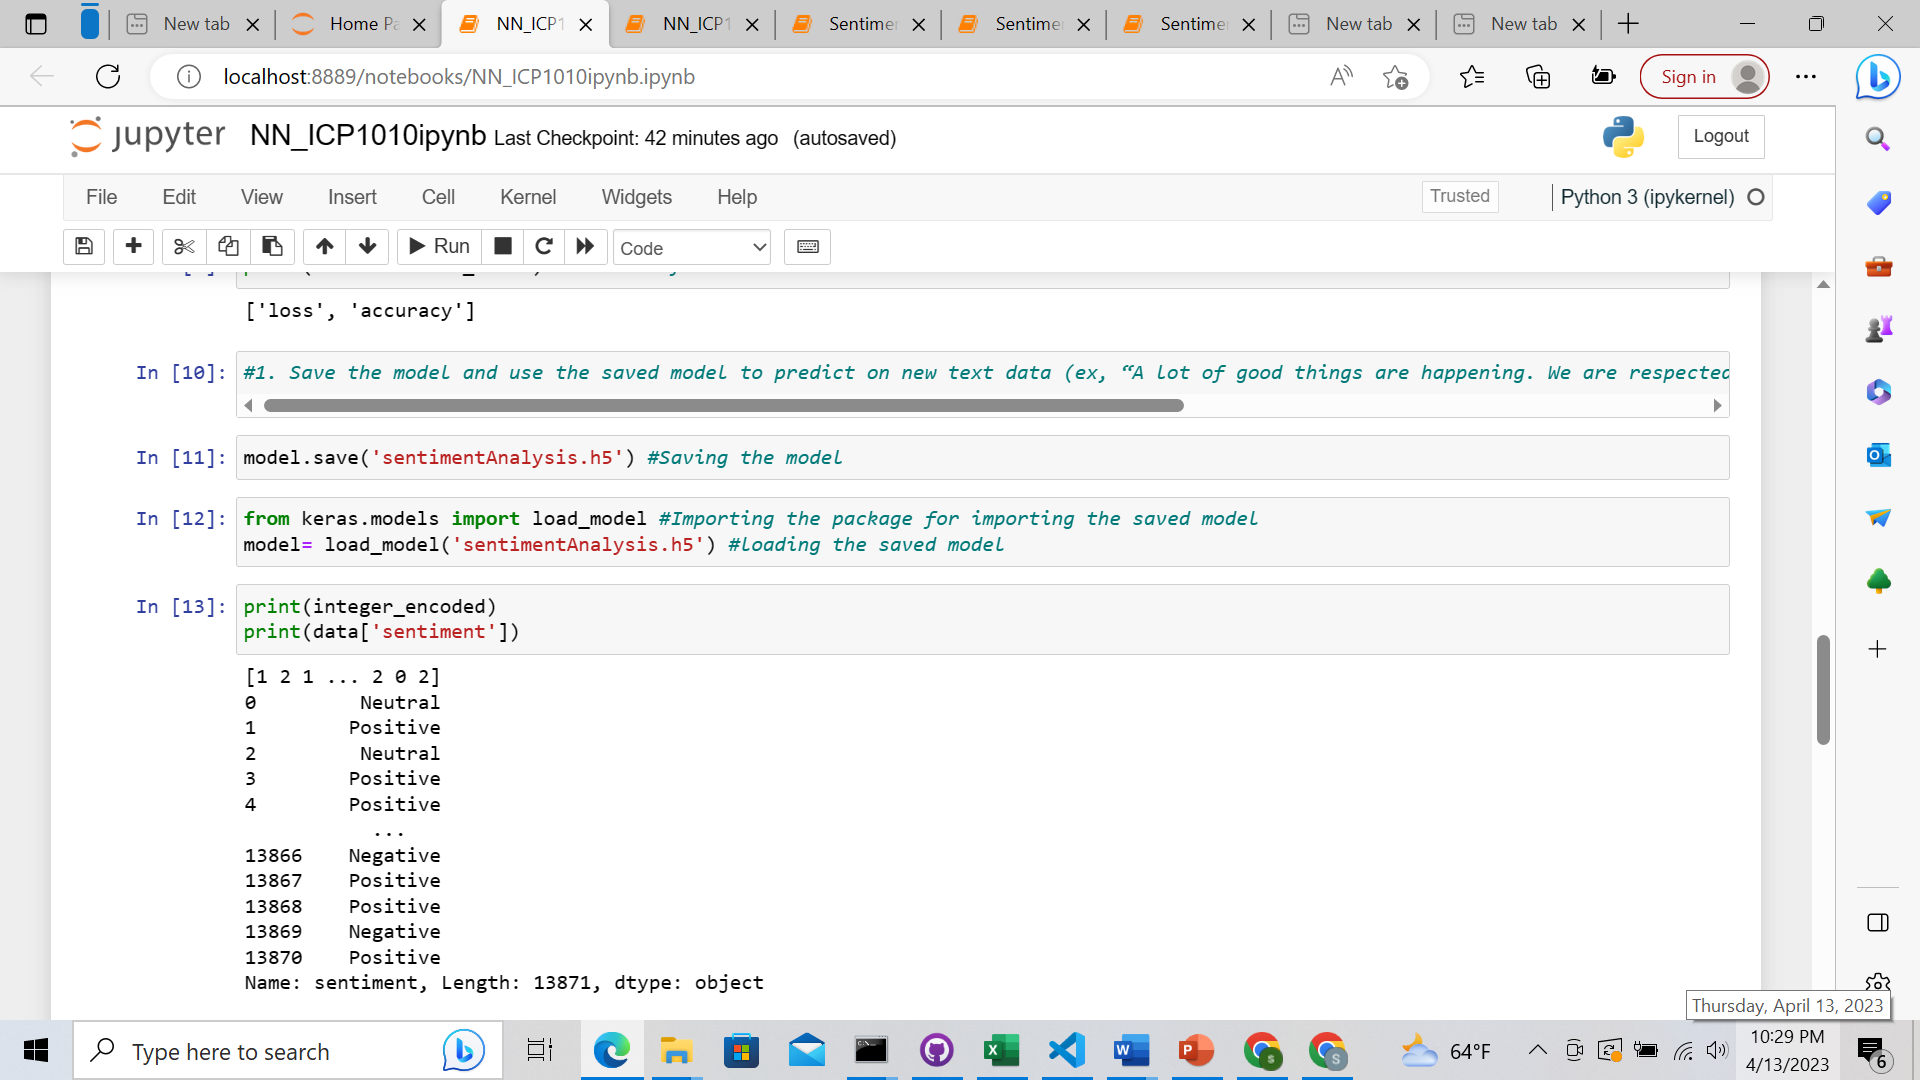 New tab
Home Pa
NN_ICP1
NN_ICP1
Sentimer
Sentimer
Sentimer
New tab
New tab
localhost:8889/notebooks/NN_ICP1010ipynb.ipynb
Sign in
jupyter NN_ICP1010ipynb Last Checkpoint: 42 minutes ago (autosaved)
Logout
File Edit View Insert Cell Kernel Widgets Help
Trusted
Python 3 (ipykernel)
Run
Code
['loss', 'accuracy']
In [10]: #1. Save the model and use the saved model to predict on new text data (ex, “A lot of good things are happening. We are respected
In [11]: model.save('sentimentAnalysis.h5') #Saving the model
In [12]: from keras.models import load_model #Importing the package for importing the saved model
model= load_model('sentimentAnalysis.h5') #loading the saved model
In [13]: print(integer_encoded)
print(data['sentiment'])
[1 2 1 ... 2 0 2]
0 Neutral
1 Positive
2 Neutral
3 Positive
4 Positive
...
13866 Negative
13867 Positive
13868 Positive
13869 Negative
13870 Positive
Name: sentiment, Length: 13871, dtype: object
Thursday, April 13, 2023
Type here to search
64°F
10:29 PM
4/13/2023
6